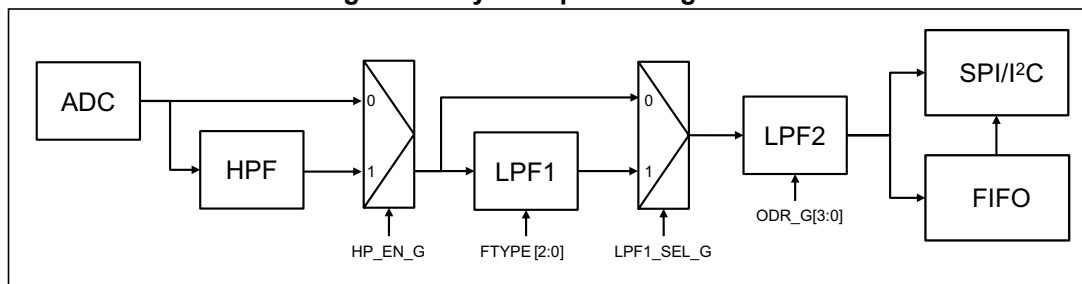 ADC
HPF
0
1
HP_EN_G
LPF1
FTYPE [2:0]
0
1
LPF1_SEL_G
LPF2
ODR_G[3:0]
SPI/I²C
FIFO